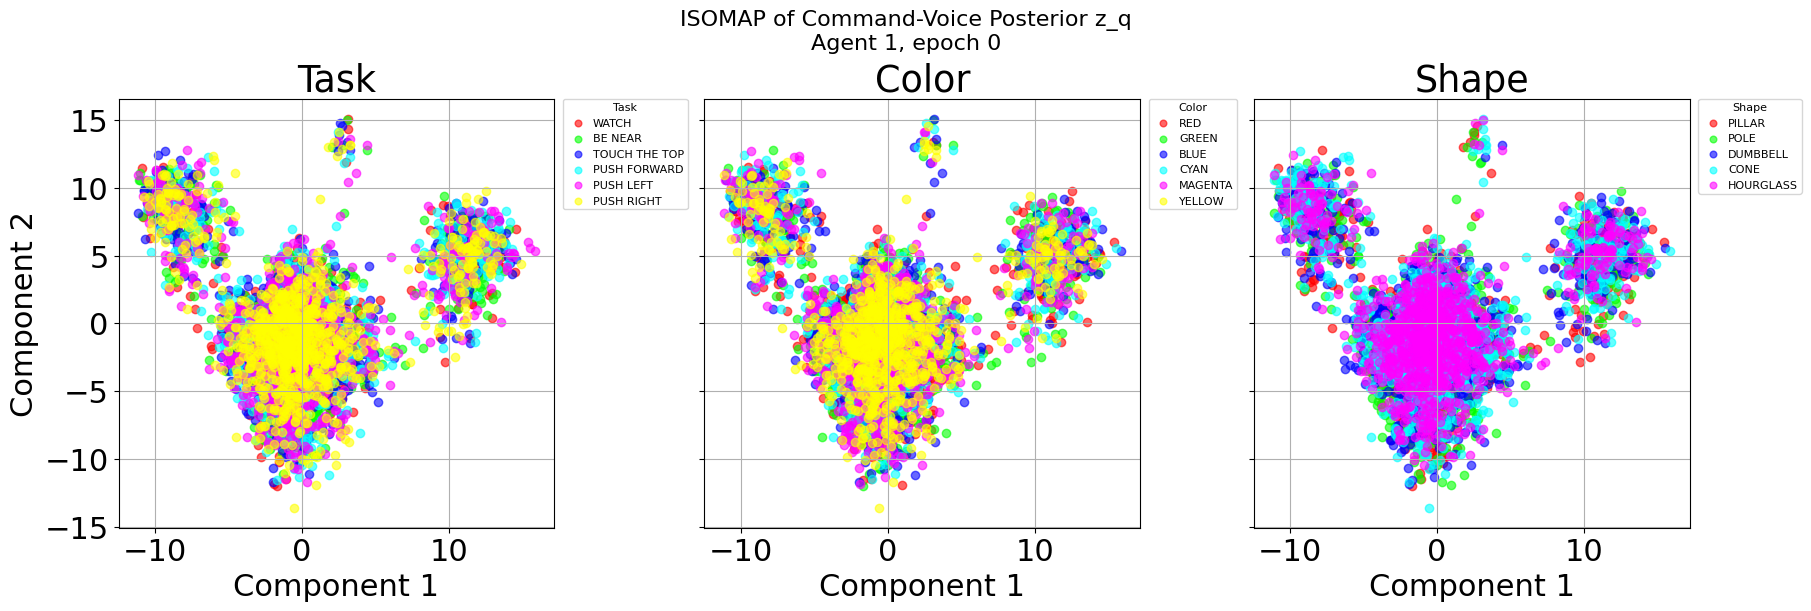 ISOMAP of Command-Voice Posterior z_q
Agent 1, epoch 0
Task
Color
Shape
Task
WATCH
BE NEAR
TOUCH THE TOP
PUSH FORWARD
PUSH LEFT
PUSH RIGHT
Color
RED
GREEN
BLUE
CYAN
MAGENTA
YELLOW
Shape
PILLAR
POLE
DUMBBELL
CONE
HOURGLASS
Component 2
15
10
5
0
−5
−10
−15
−10 0 10
−10 0 10
−10 0 10
Component 1
Component 1
Component 1